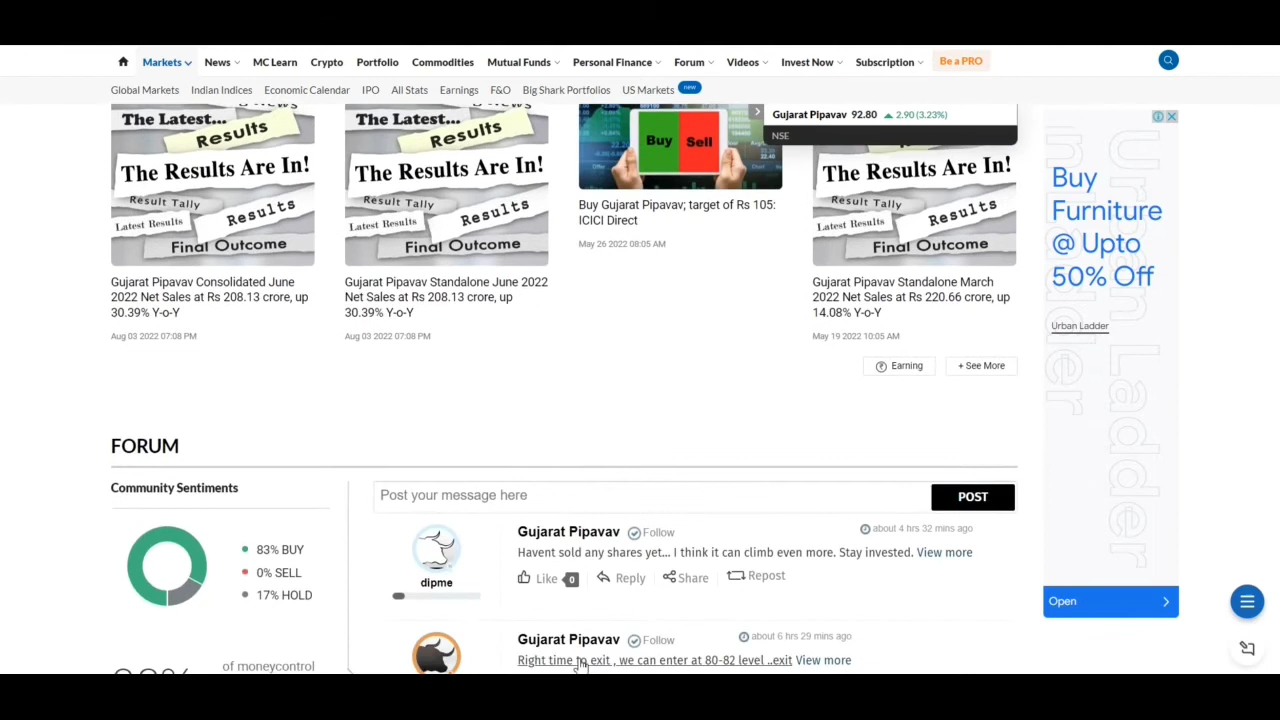 Markets News MC Learn Crypto Portfolio Commodities Mutual Funds Personal Finance Forum Videos Invest Now Subscription Be a PRO
Global Markets Indian Indices Economic Calendar IPO All Stats Earnings F&O Big Shark Portfolios US Markets new
Gujarat Pipavav 92.80 2.90 (3.23%)
NSE
The Latest...
Results
The Results Are In!
Result Tally
Latest Results
Results
Final Outcome
The Latest...
Results
The Results Are In!
Result Tally
Latest Results
Results
Final Outcome
Buy Sell
The Results Are In!
Result Tally
Latest Results
Results
Final Outcome
Gujarat Pipavav Consolidated June
2022 Net Sales at Rs 208.13 crore, up
30.39% Y-o-Y
Aug 03 2022 07:08 PM
Gujarat Pipavav Standalone June 2022
Net Sales at Rs 208.13 crore, up
30.39% Y-o-Y
Aug 03 2022 07:08 PM
Buy Gujarat Pipavav; target of Rs 105:
ICICI Direct
May 26 2022 08:05 AM
Gujarat Pipavav Standalone March
2022 Net Sales at Rs 220.66 crore, up
14.08% Y-o-Y
May 19 2022 10:05 AM
Earning + See More
Buy
Furniture
@ Upto
50% Off
Urban Ladder
Urban Ladder
Open
FORUM
Community Sentiments
83% BUY
0% SELL
17% HOLD
of moneycontrol
Post your message here POST
Gujarat Pipavav Follow about 4 hrs 32 mins ago
Havent sold any shares yet... I think it can climb even more. Stay invested. View more
dipme
Like 0 Reply Share Repost
Gujarat Pipavav Follow about 6 hrs 29 mins ago
Right time to exit , we can enter at 80-82 level ..exit View more